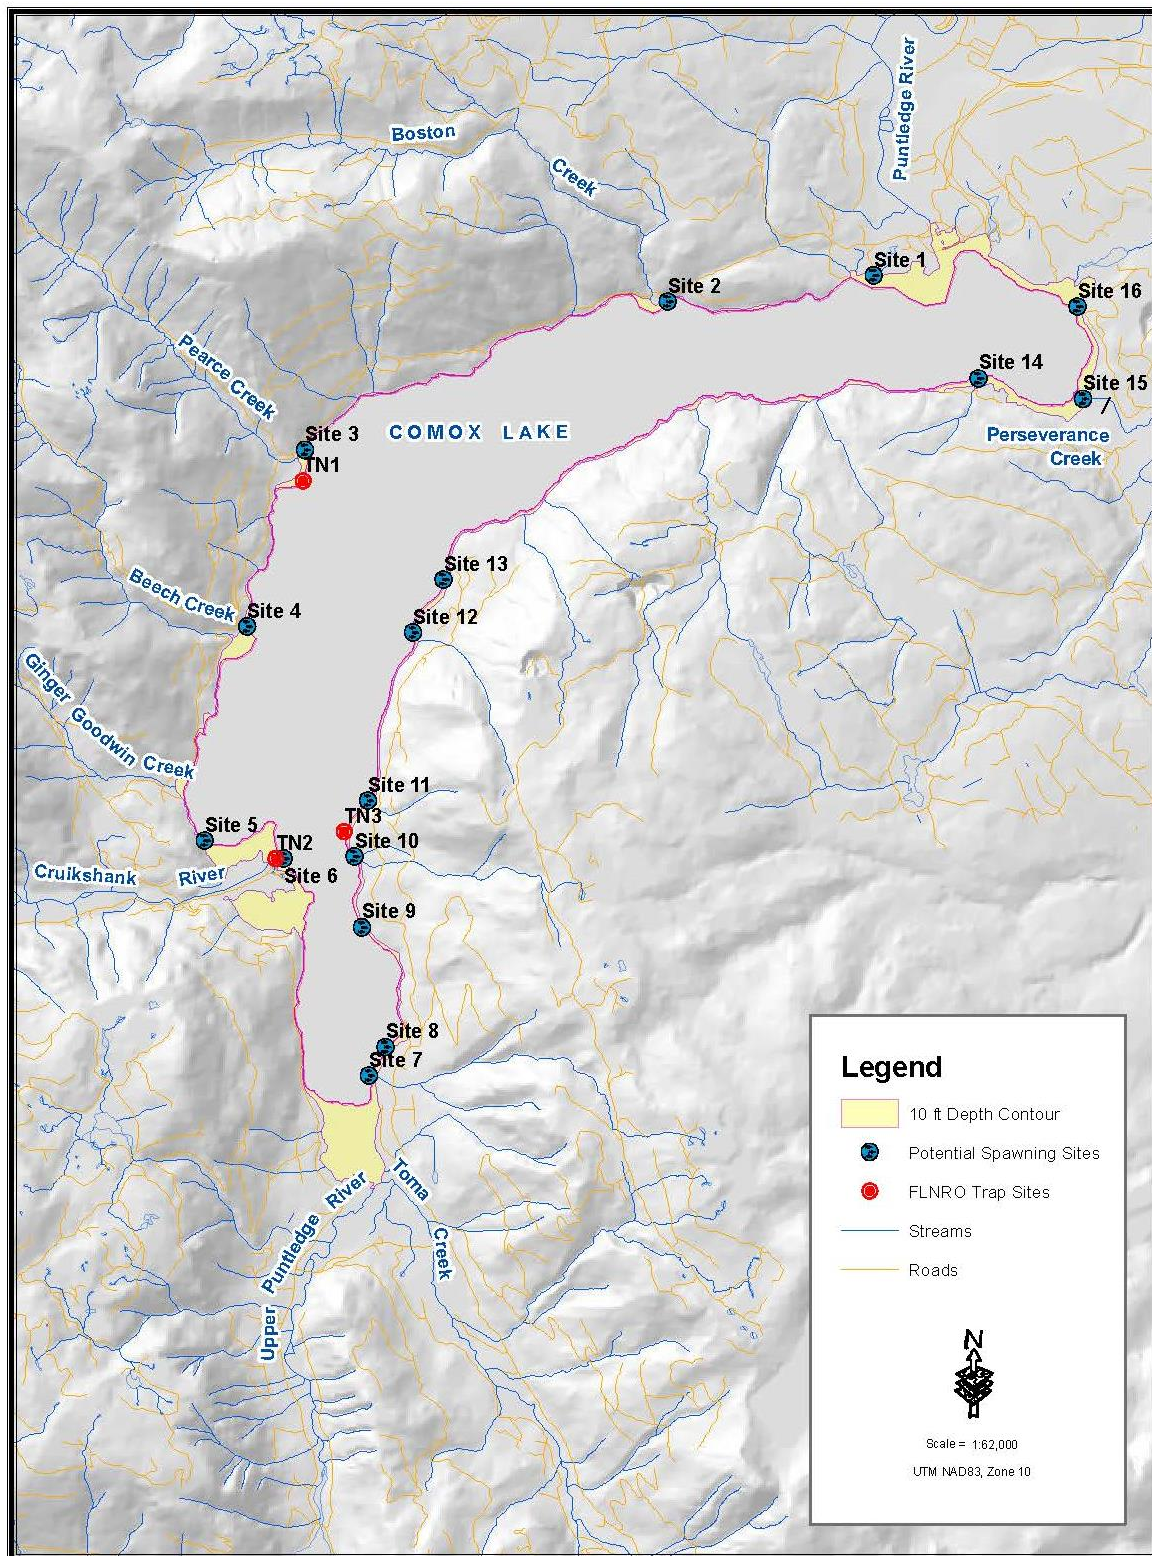 Puntledge River
Boston
Creek
Site 1
Site 2
Site 16
Pearce Creek
Site 14
Site 15
Site 3
COMOX LAKE
Perseverance
Creek
TN1
Site 13
Beech Creek
Site 4
Site 12
Ginger Goodwin Creek
Site 11
TN3
Site 5
TN2
Site 10
Cruikshank River
Site 6
Site 9
Site 8
Site 7
Upper Puntledge River
Toma
Creek
Legend
10 ft Depth Contour
Potential Spawning Sites
FLNRO Trap Sites
Streams
Roads
N
Scale = 1:62,000
UTM NAD83, Zone 10